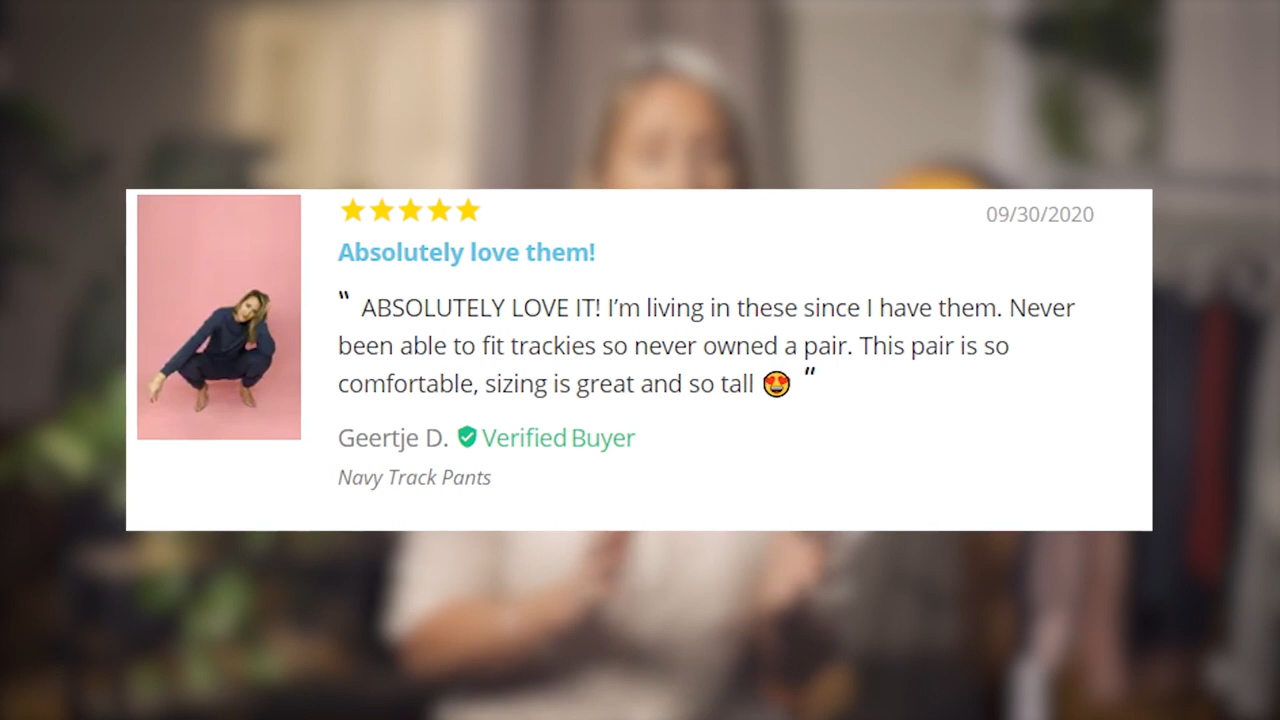 09/30/2020
Absolutely love them!
" ABSOLUTELY LOVE IT! I'm living in these since I have them. Never
been able to fit trackies so never owned a pair. This pair is so
comfortable, sizing is great and so tall 😍 "
Geertje D. Verified Buyer
Navy Track Pants